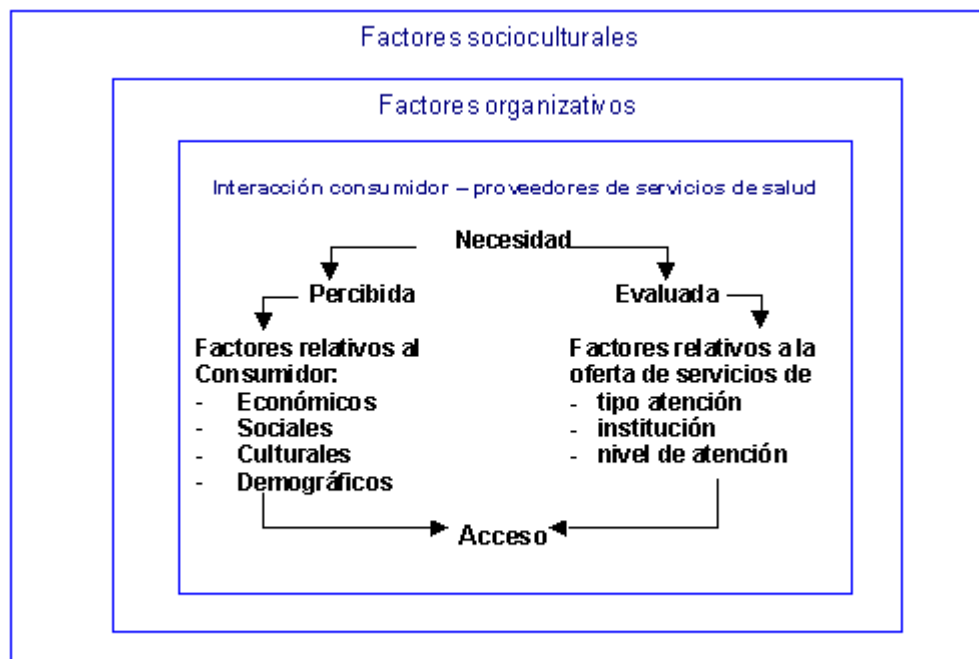 Factores socioculturales
Factores organizativos
Interacción consumidor – proveedores de servicios de salud
Necesidad
Percibida
Evaluada
Factores relativos al
Consumidor:
- Económicos
- Sociales
- Culturales
- Demográficos
Factores relativos a la
oferta de servicios de
- tipo atención
- institución
- nivel de atención
Acceso